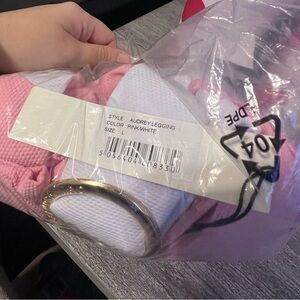 STYLE AUDREY LEGGING
COLOR PINK/WHITE
SIZE L
LDPE
04